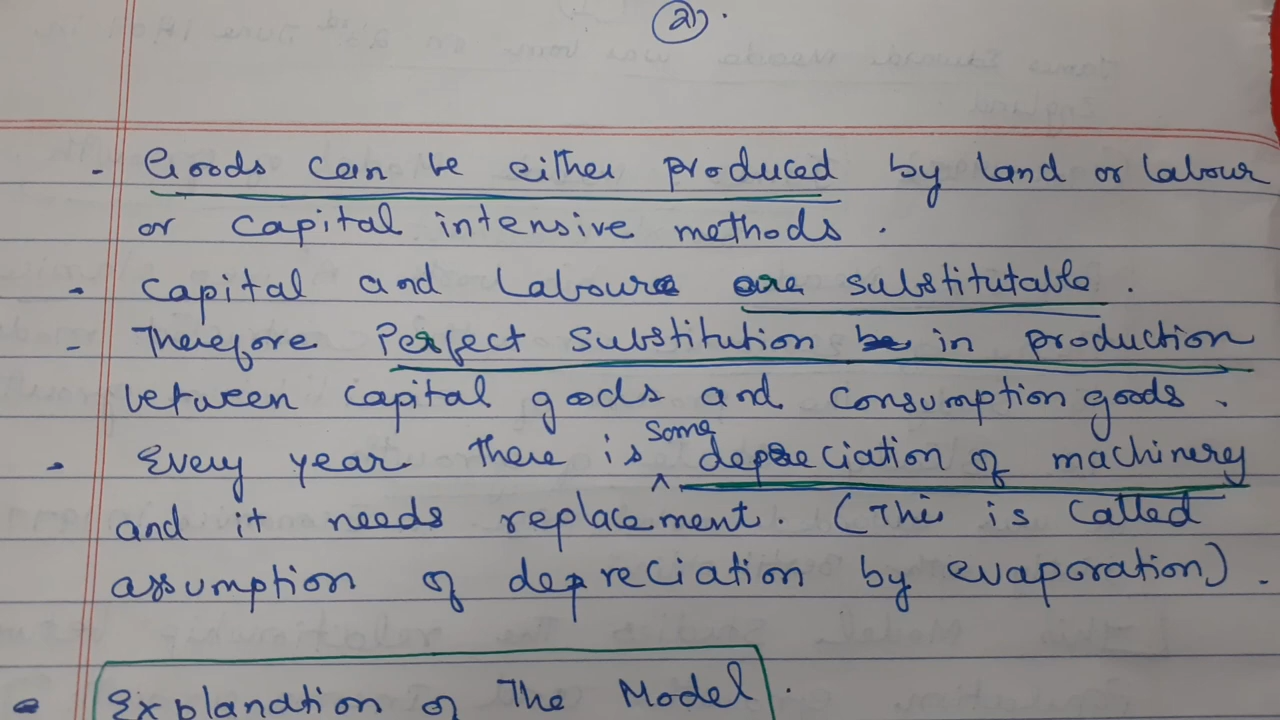 2).
- Goods can be either produced by land or labour
or capital intensive methods.
- Capital and Labour are substitutable.
- Therefore Perfect Substitution in production
between capital goods and consumption goods.
- Every year there is some depreciation of machinery
and it needs replacement. (This is called
assumption of depreciation by evaporation).
- Explanation of The Model.